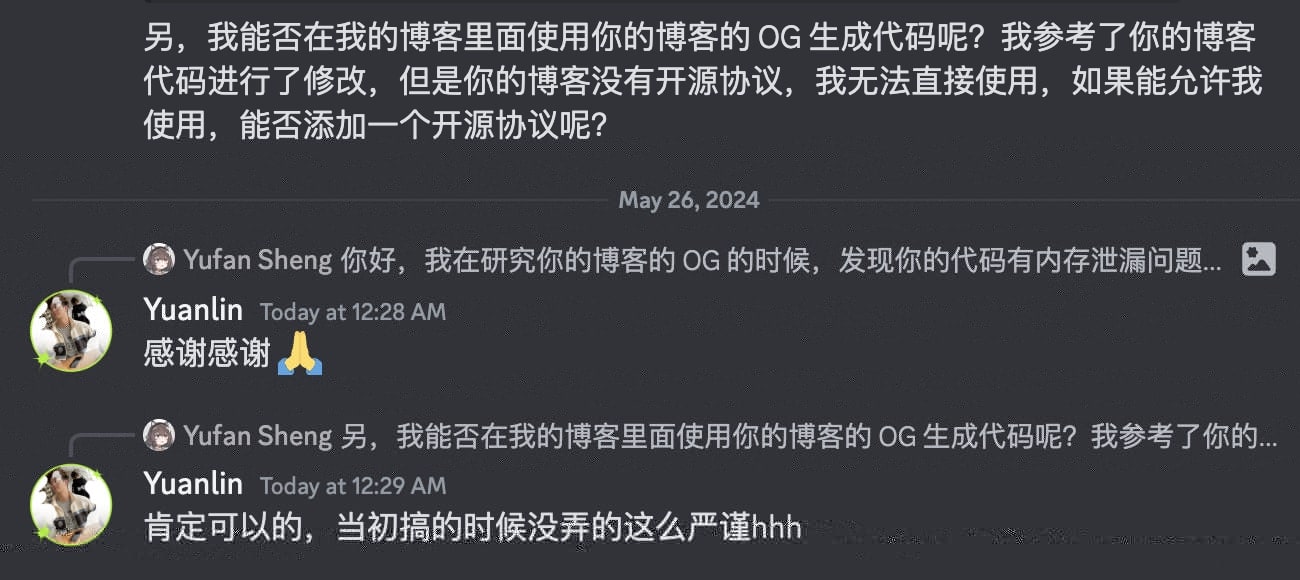 另，我能否在我的博客里面使用你的博客的 OG 生成代码呢？我参考了你的博客
代码进行了修改，但是你的博客没有开源协议，我无法直接使用，如果能允许我
使用，能否添加一个开源协议呢？
May 26, 2024
Yufan Sheng 你好，我在研究你的博客的 OG 的时候，发现你的代码有内存泄漏问题...
Yuanlin Today at 12:28 AM
感谢感谢🙏
Yufan Sheng 另，我能否在我的博客里面使用你的博客的 OG 生成代码呢？我参考了你的...
Yuanlin Today at 12:29 AM
肯定可以的，当初搞的时候没弄的这么严谨hhh